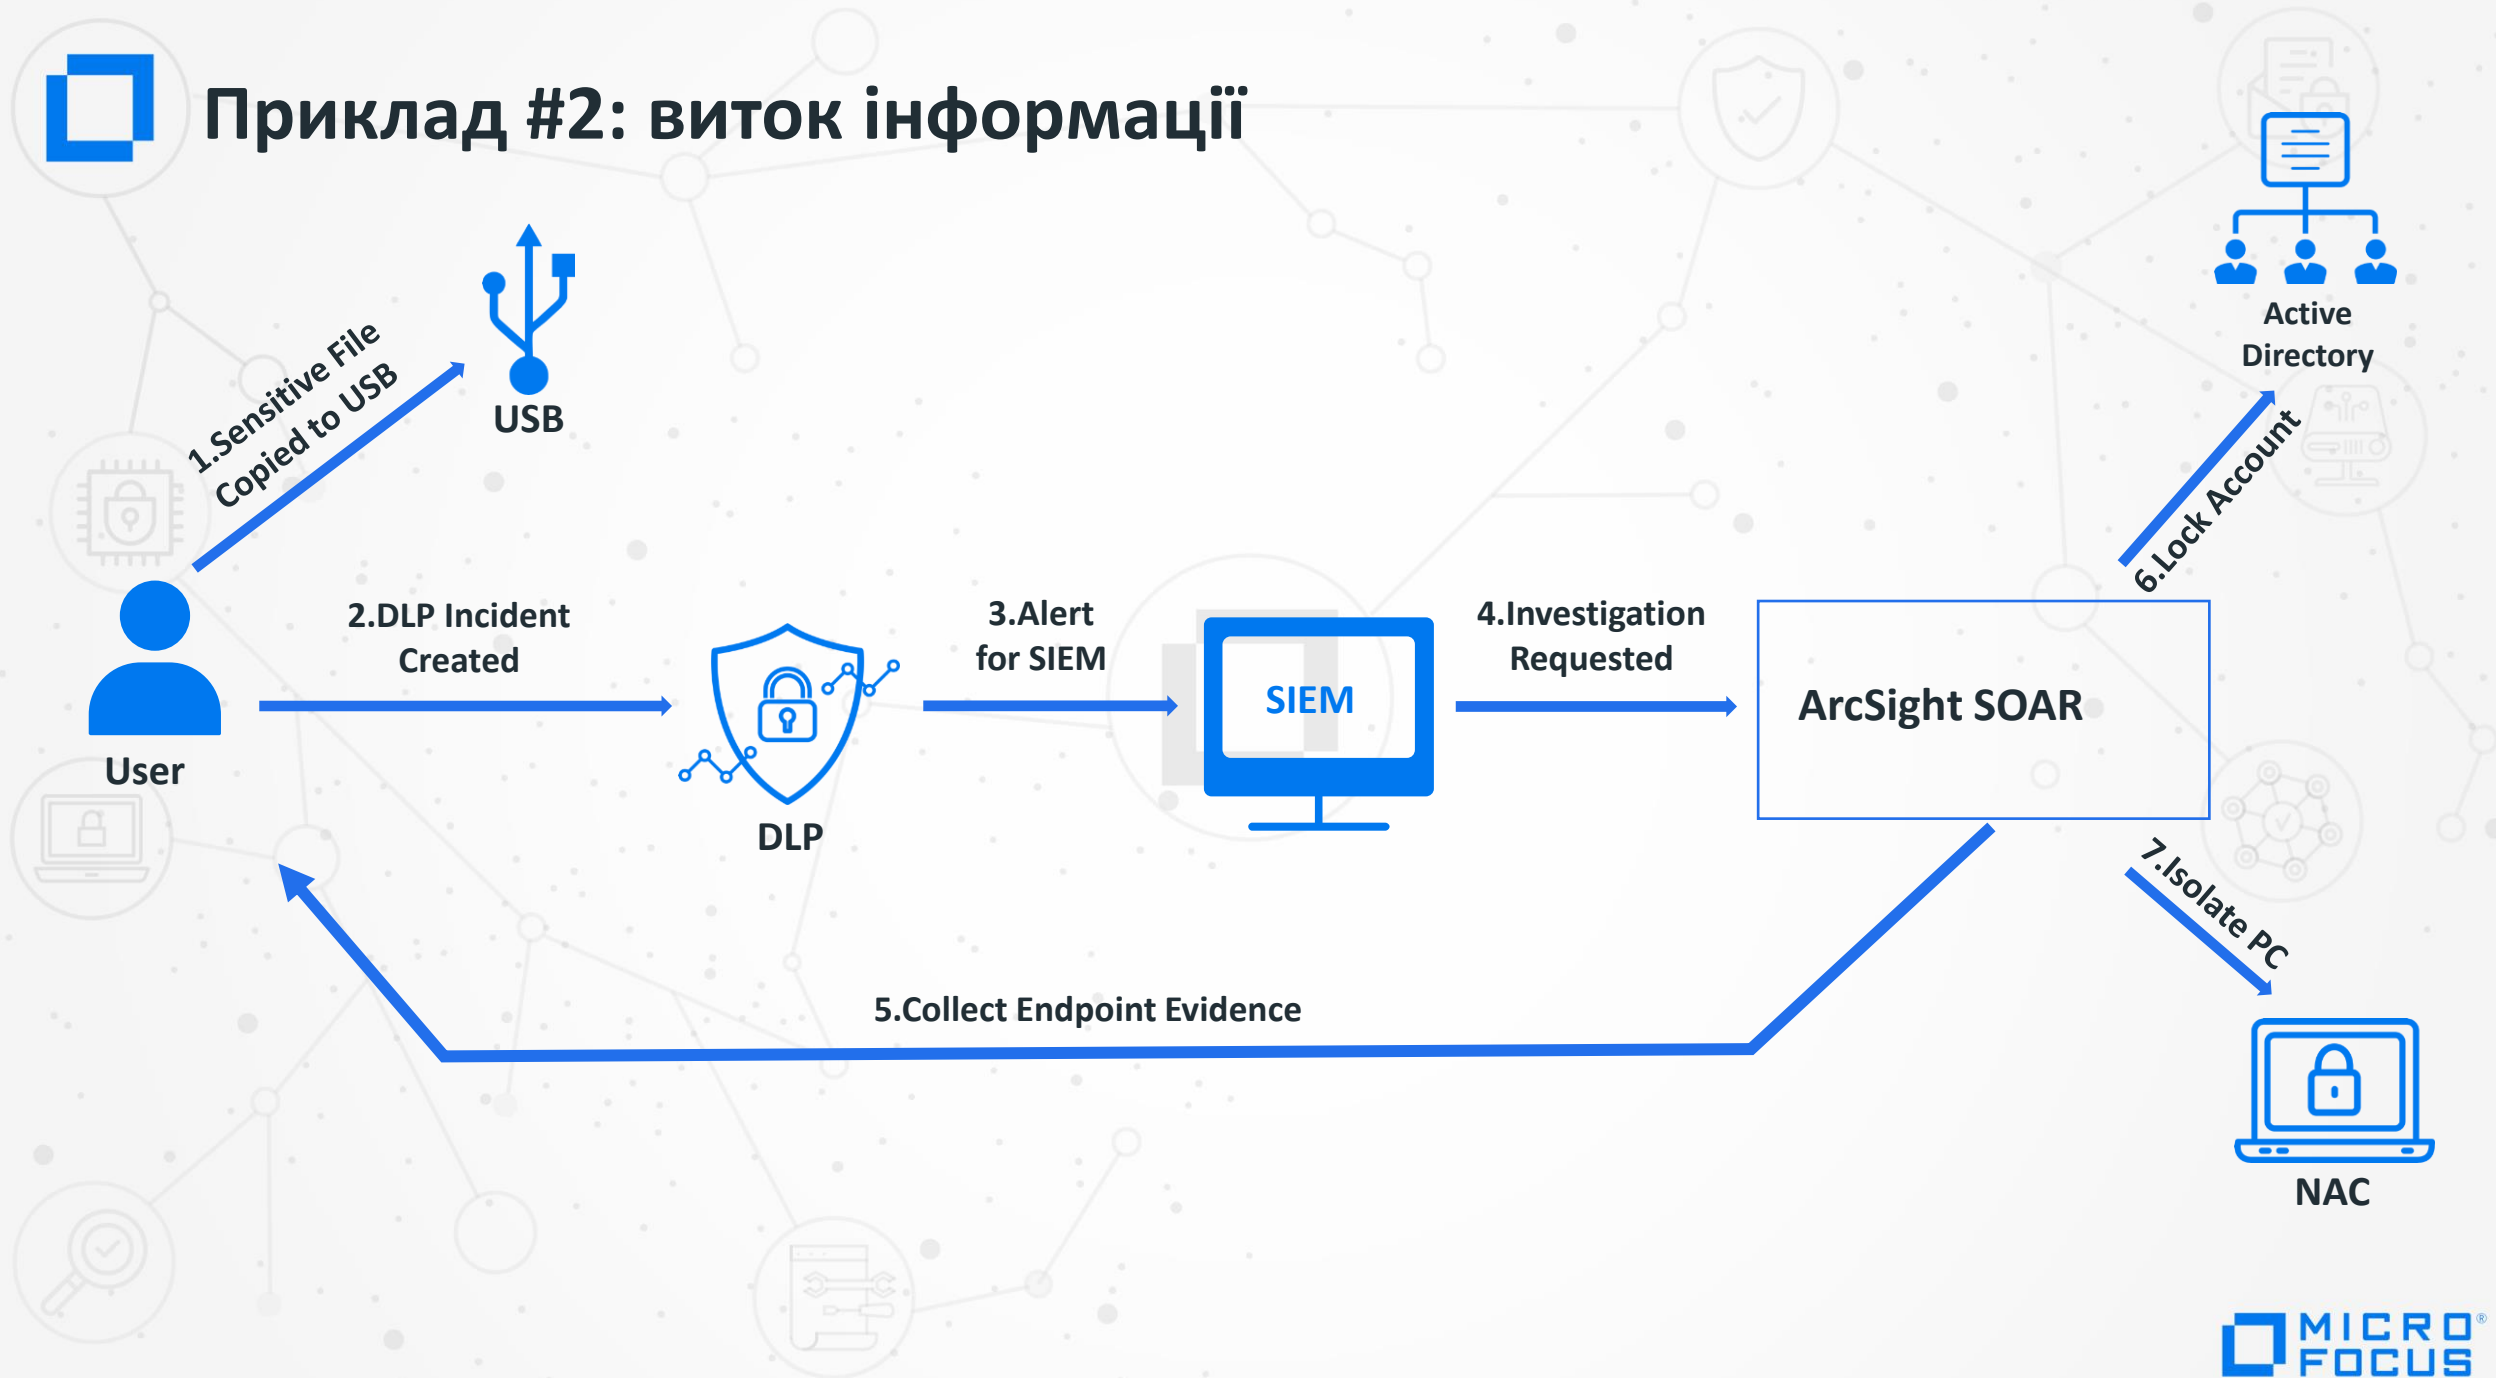 Приклад #2: виток інформації
1.Sensitive File
Copied to USB
USB
Active
Directory
6.Lock Account
2.DLP Incident
Created
3.Alert
for SIEM
4.Investigation
Requested
SIEM
ArcSight SOAR
User
DLP
7.Isolate PC
5.Collect Endpoint Evidence
NAC
MICRO®
FOCUS